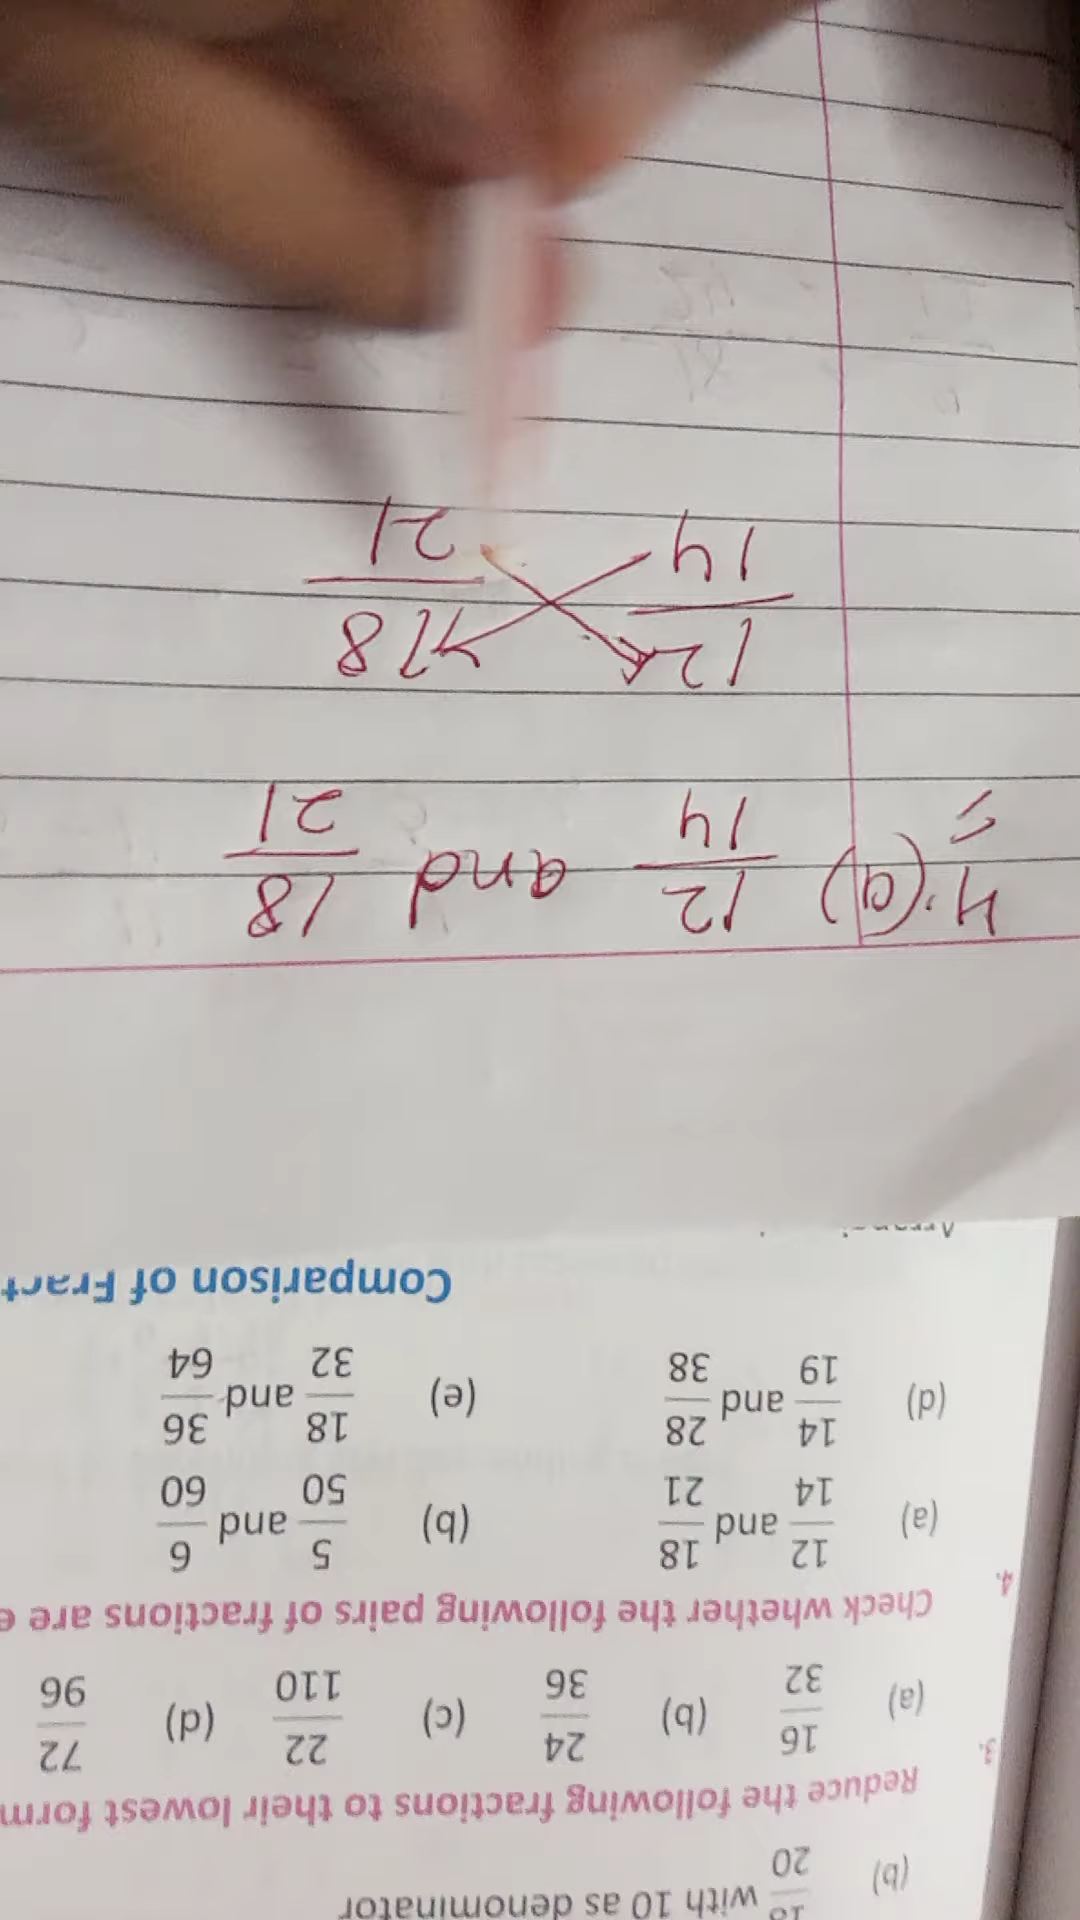 (b) 20 with 10 as denominator
3. Reduce the following fractions to their lowest form
(a) 16/32 (b) 24/36 (c) 22/110 (d) 72/96
4. Check whether the following pairs of fractions are
(a) 12/14 and 18/21 (b) 5/50 and 6/60
(d) 14/19 and 28/38 (e) 18/32 and 36/64
Comparison of
4.(a) 12/14 and 18/21
=
12/14 18/21